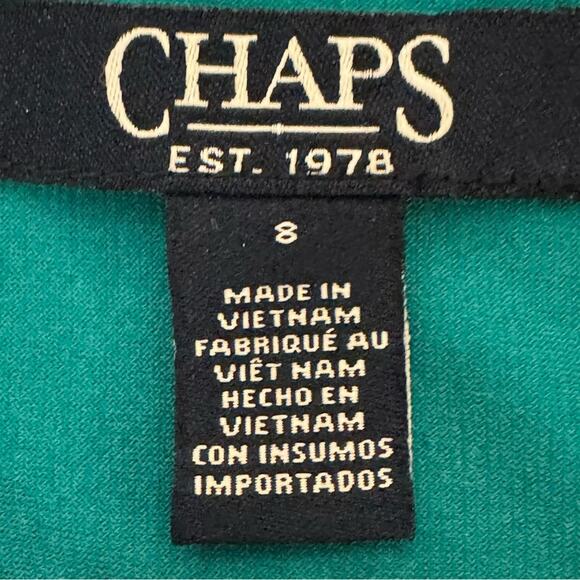 CHAPS
EST. 1978
8
MADE IN
VIETNAM
FABRIQUÉ AU
VIÊT NAM
HECHO EN
VIETNAM
CON INSUMOS
IMPORTADOS